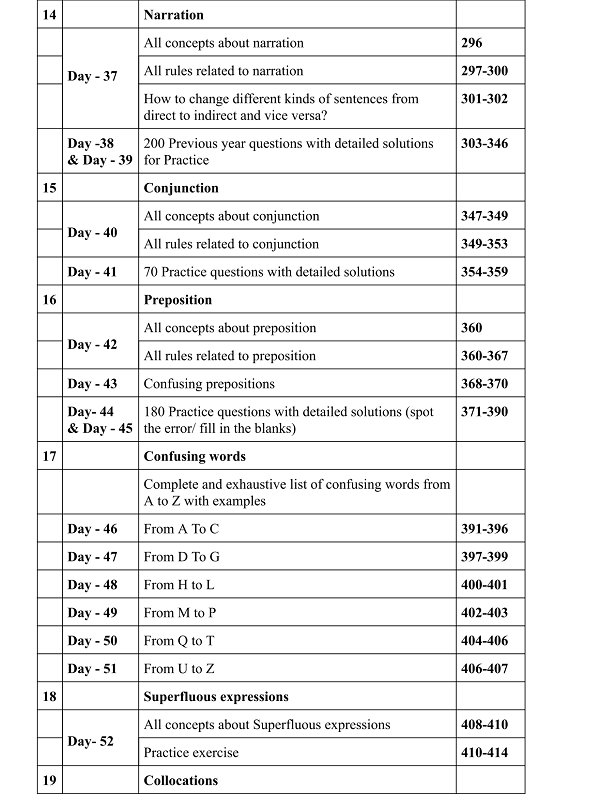 14 Narration
Day - 37
All concepts about narration 296
All rules related to narration 297-300
How to change different kinds of sentences from 301-302
direct to indirect and vice versa?
Day -38 200 Previous year questions with detailed solutions 303-346
& Day - 39 for Practice
15 Conjunction
Day - 40
All concepts about conjunction 347-349
All rules related to conjunction 349-353
Day - 41 70 Practice questions with detailed solutions 354-359
16 Preposition
Day - 42
All concepts about preposition 360
All rules related to preposition 360-367
Day - 43 Confusing prepositions 368-370
Day- 44 180 Practice questions with detailed solutions (spot 371-390
& Day - 45 the error/ fill in the blanks)
17 Confusing words
Complete and exhaustive list of confusing words from
A to Z with examples
Day - 46 From A To C 391-396
Day - 47 From D To G 397-399
Day - 48 From H to L 400-401
Day - 49 From M to P 402-403
Day - 50 From Q to T 404-406
Day - 51 From U to Z 406-407
18 Superfluous expressions
Day- 52
All concepts about Superfluous expressions 408-410
Practice exercise 410-414
19 Collocations